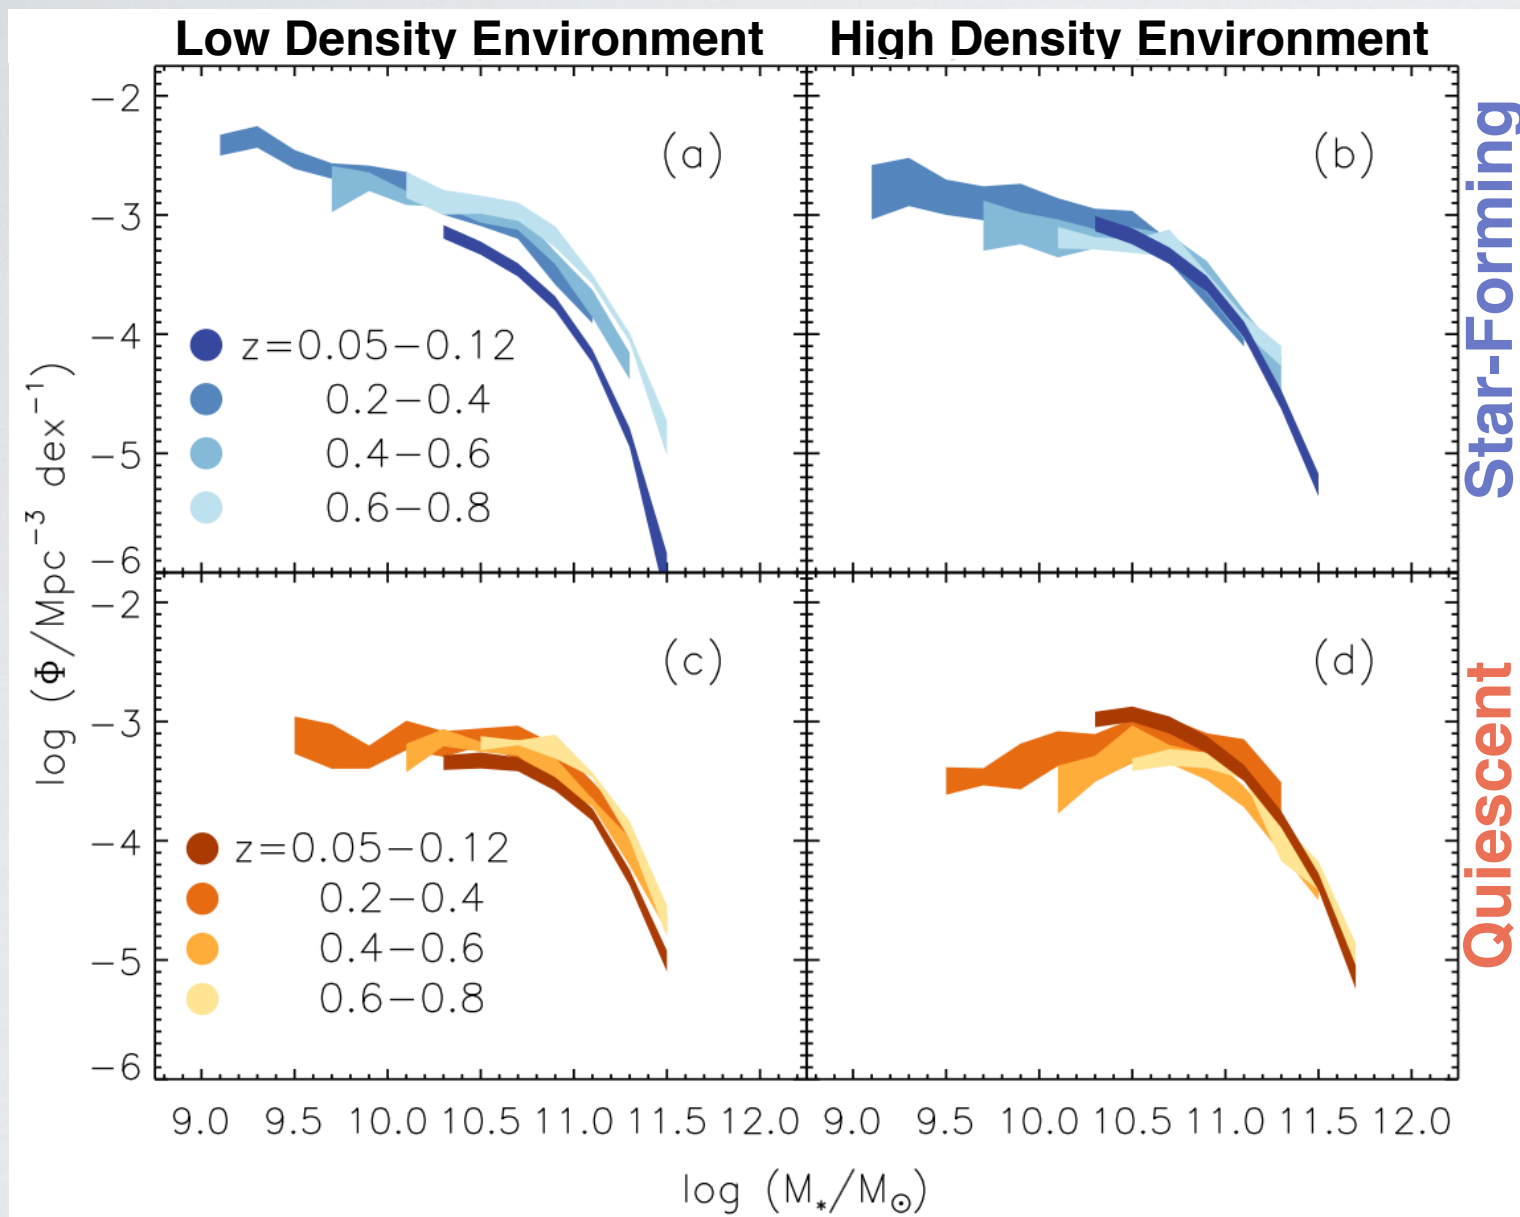 Low Density Environment
High Density Environment
−2
−3
−4
−5
−6
(a)
z=0.05−0.12
0.2−0.4
0.4−0.6
0.6−0.8
(b)
Star-Forming
log (Φ/Mpc⁻³ dex⁻¹)
−2
−3
−4
−5
−6
(c)
z=0.05−0.12
0.2−0.4
0.4−0.6
0.6−0.8
(d)
Quiescent
9.0 9.5 10.0 10.5 11.0 11.5 12.0
9.0 9.5 10.0 10.5 11.0 11.5 12.0
log (M*/M☉)